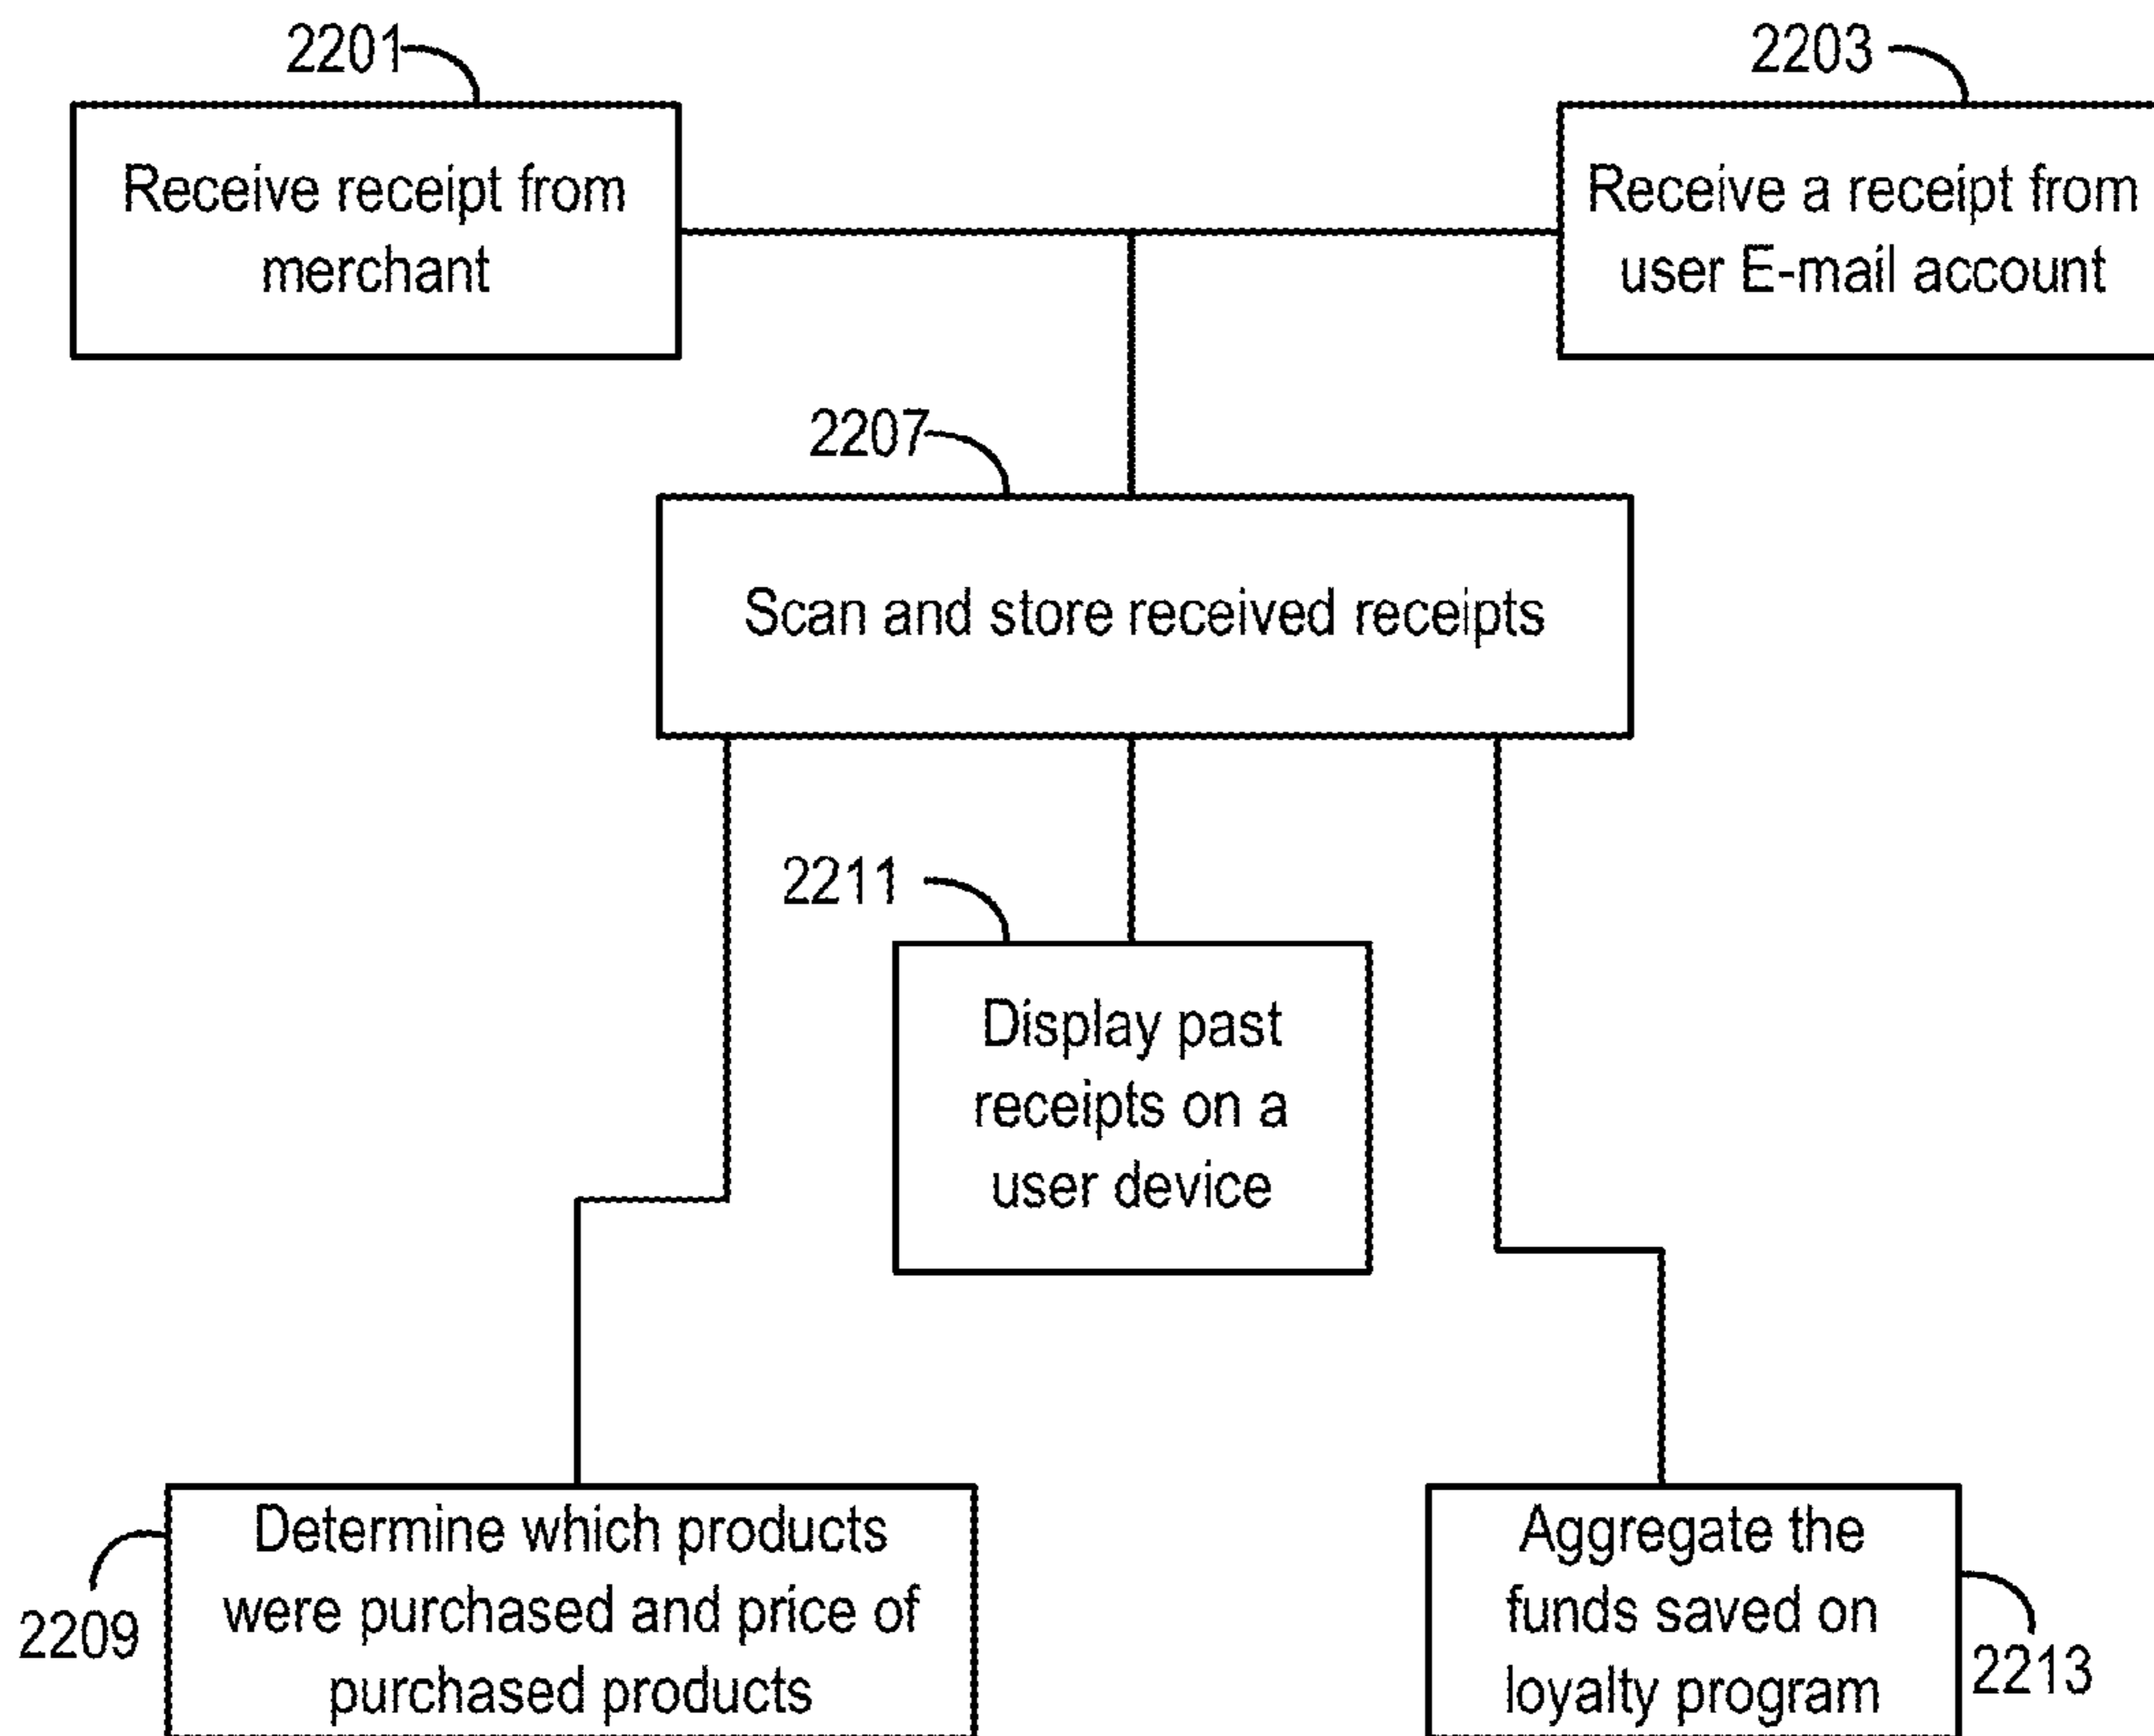 2201
2203
Receive receipt from
merchant
Receive a receipt from
user E-mail account
2207
Scan and store received receipts
2211
Display past
receipts on a
user device
Determine which products
were purchased and price of
purchased products
2209
Aggregate the
funds saved on
loyalty program
2213